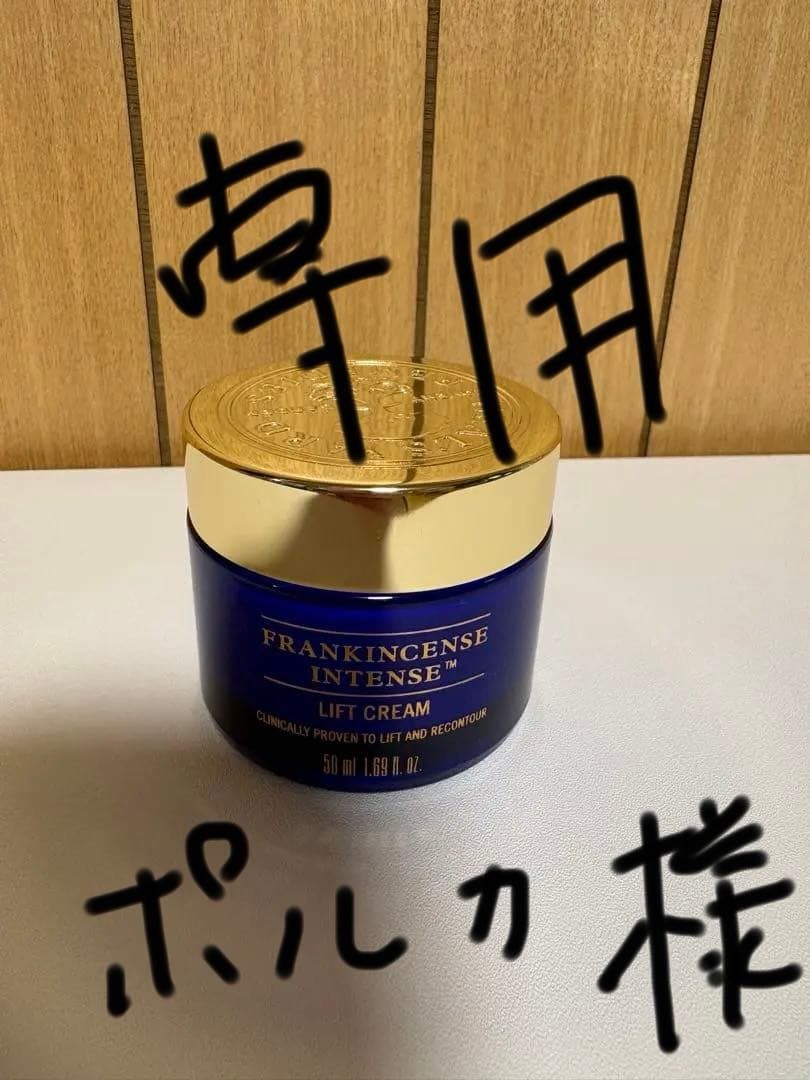 専用
FRANKINCENSE
INTENSE™
LIFT CREAM
CLINICALLY PROVEN TO LIFT AND RECONTOUR
50 ml 1.69 fl. oz.
ポルカ様